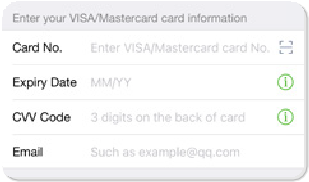 Enter your VISA/Mastercard card information
Card No. Enter VISA/Mastercard card No.
Expiry Date MM/YY
CVV Code 3 digits on the back of card
Email Such as example@qq.com